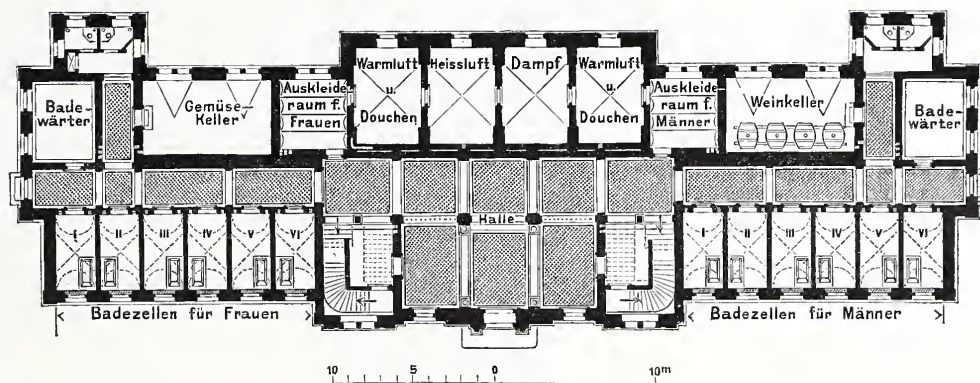 Bade-
wärter
Gemüse-
Keller
Auskleide
raum f.
Frauen
Warmluft
u.
Douchen
Heissluft
Dampf
Warmluft
u.
Douchen
Auskleide
raum f.
Männer
Weinkeller
Bade-
wärter
Halle
I II III IV V VI
I II III IV V VI
Badezellen für Frauen
Badezellen für Männer
10 5 0 10m